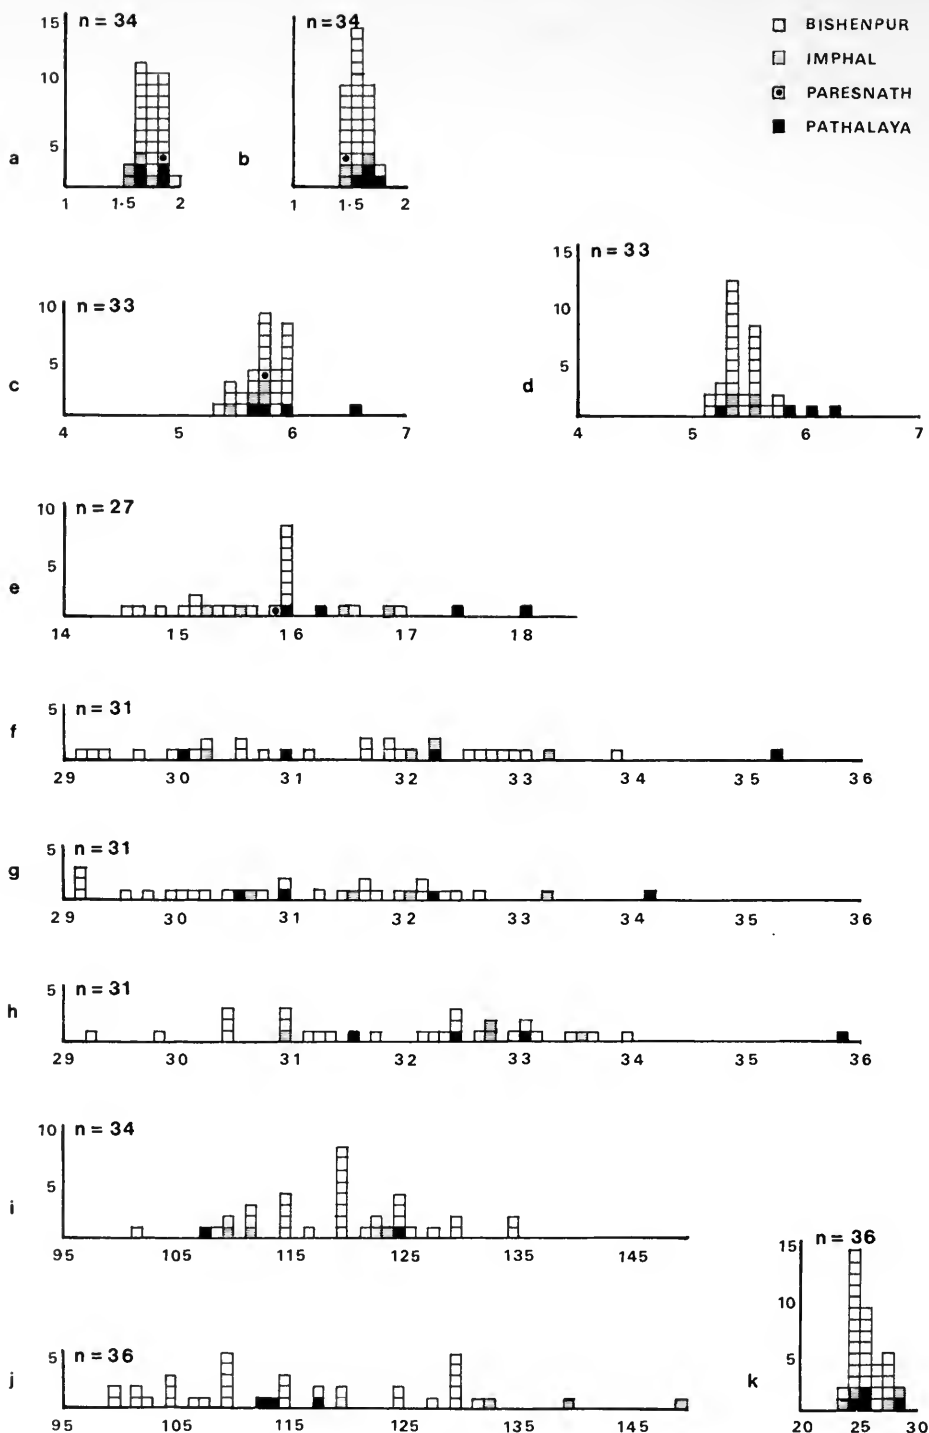 15 n = 34
10
5
a
1 1·5 2
n = 34
b
1 1·5 2
BISHENPUR
IMPHAL
PARESNATH
PATHALAYA
10 n = 33
5
c
4 5 6 7
15 n = 33
10
5
d
4 5 6 7
10 n = 27
5
e
14 15 16 17 18
5 n = 31
f
29 30 31 32 33 34 35 36
5 n = 31
g
29 30 31 32 33 34 35 36
5 n = 31
h
29 30 31 32 33 34 35 36
10 n = 34
5
i
95 105 115 125 135 145
5 n = 36
j
95 105 115 125 135 145
15 n = 36
10
5
k
20 25 30